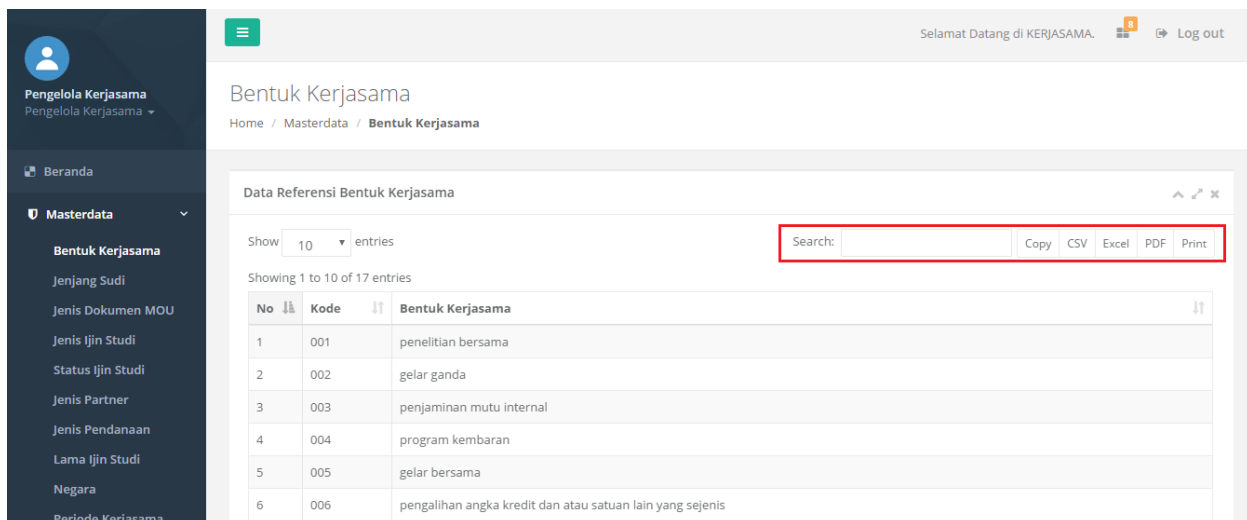 Selamat Datang di KERJASAMA. 8 Log out
Pengelola Kerjasama
Pengelola Kerjasama
Bentuk Kerjasama
Home / Masterdata / Bentuk Kerjasama
Beranda
Masterdata
Bentuk Kerjasama
Jenjang Sudi
Jenis Dokumen MOU
Jenis Ijin Studi
Status Ijin Studi
Jenis Partner
Jenis Pendanaan
Lama Ijin Studi
Negara
Periode Kerjasama
Data Referensi Bentuk Kerjasama
Show 10 entries Search: Copy CSV Excel PDF Print
Showing 1 to 10 of 17 entries
No Kode Bentuk Kerjasama
1 001 penelitian bersama
2 002 gelar ganda
3 003 penjaminan mutu internal
4 004 program kembaran
5 005 gelar bersama
6 006 pengalihan angka kredit dan atau satuan lain yang sejenis